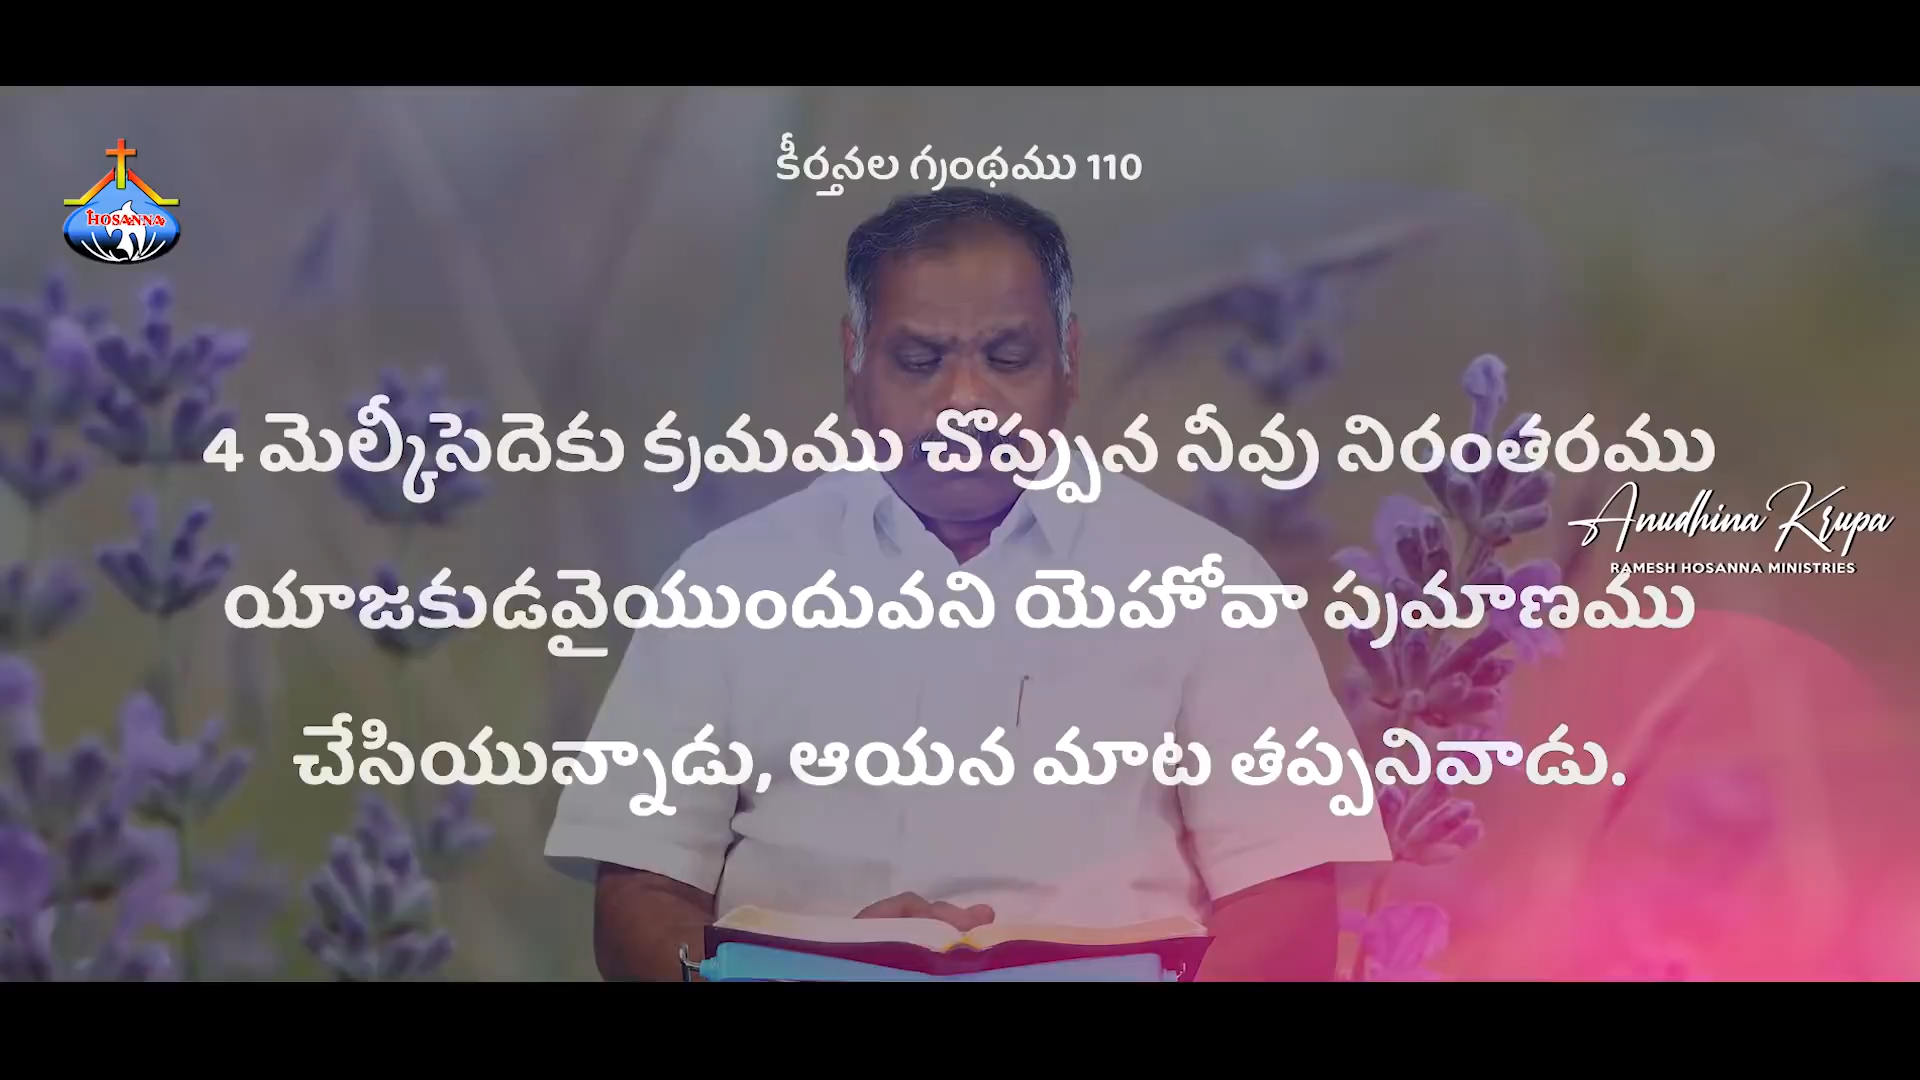 కీర్తనల గ్రంథము 110
HOSANNA
4 మెల్కీసెదెకు క్రమము చొప్పున నీవు నిరంతరము
యాజకుడవైయుందువని యెహోవా ప్రమాణము
చేసియున్నాడు, ఆయన మాట తప్పనివాడు.
Anudhina Krupa
RAMESH HOSANNA MINISTRIES